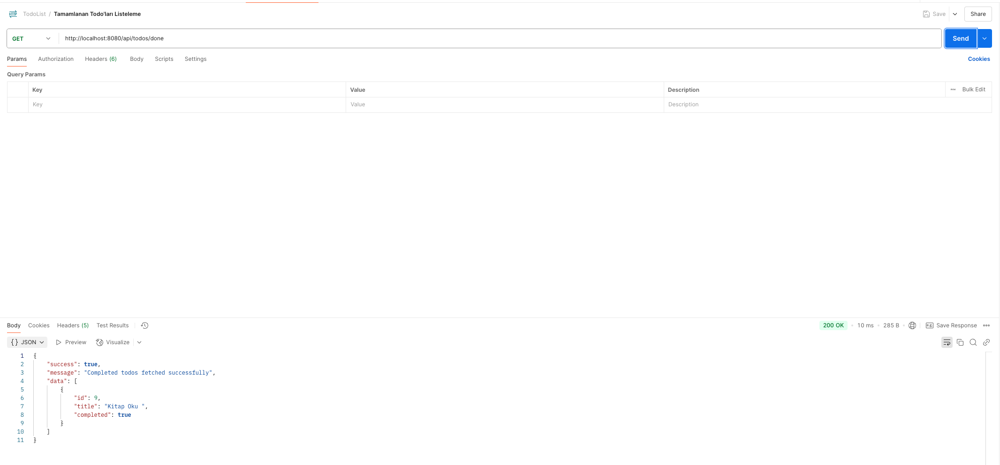 HTTP TodoList / Tamamlanan Todo'ları Listeleme Save Share
GET http://localhost:8080/api/todos/done Send
Params Authorization Headers (6) Body Scripts Settings Cookies
Query Params
Key Value Description Bulk Edit
Key Value Description
Body Cookies Headers (5) Test Results 200 OK • 10 ms • 285 B • e.g. Save Response
{} JSON Preview Visualize
1 {
2 "success": true,
3 "message": "Completed todos fetched successfully",
4 "data": [
5 {
6 "id": 9,
7 "title": "Kitap Oku ",
8 "completed": true
9 }
10 ]
11 }